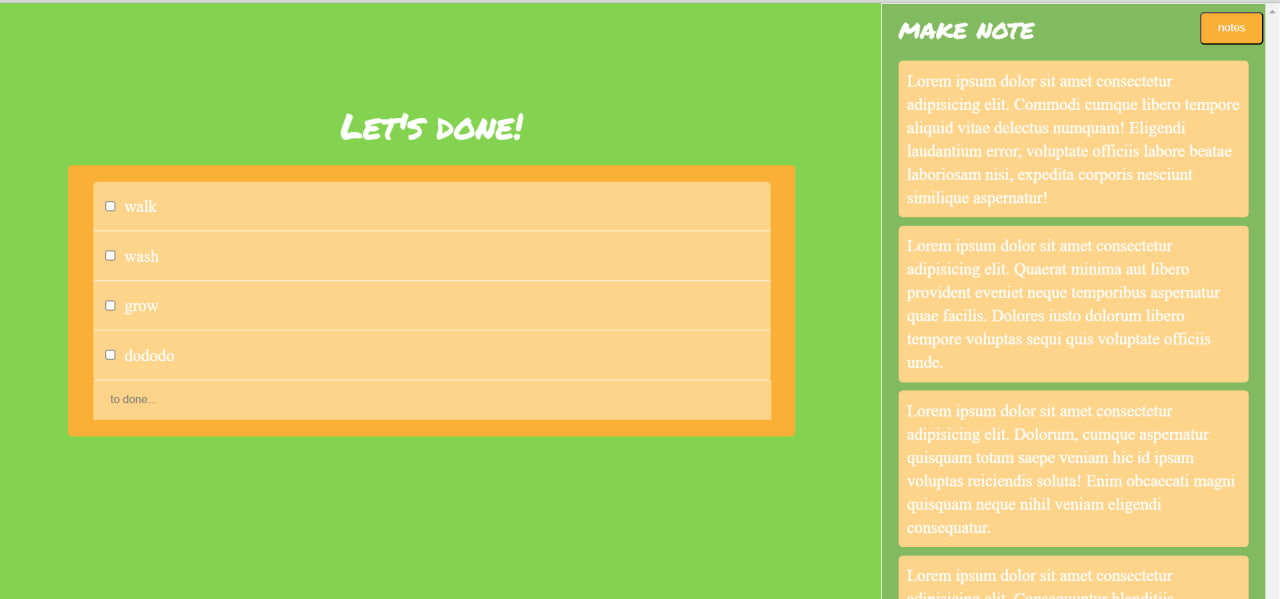 Let's done!
walk
wash
grow
dododo
to done...
make note
notes
Lorem ipsum dolor sit amet consectetur
adipisicing elit. Commodi cumque libero tempore
aliquid vitae delectus numquam! Eligendi
laudantium error, voluptate officiis labore beatae
laboriosam nisi, expedita corporis nesciunt
similique aspernatur!
Lorem ipsum dolor sit amet consectetur
adipisicing elit. Quaerat minima aut libero
provident eveniet neque temporibus aspernatur
quae facilis. Dolores iusto dolorum libero
tempore voluptas sequi quis voluptate officiis
unde.
Lorem ipsum dolor sit amet consectetur
adipisicing elit. Dolorum, cumque aspernatur
quisquam totam saepe veniam hic id ipsam
voluptas reiciendis soluta! Enim obcaecati magni
quisquam neque nihil veniam eligendi
consequatur.
Lorem ipsum dolor sit amet consectetur
adipisicing elit. Consequuntur blanditiis